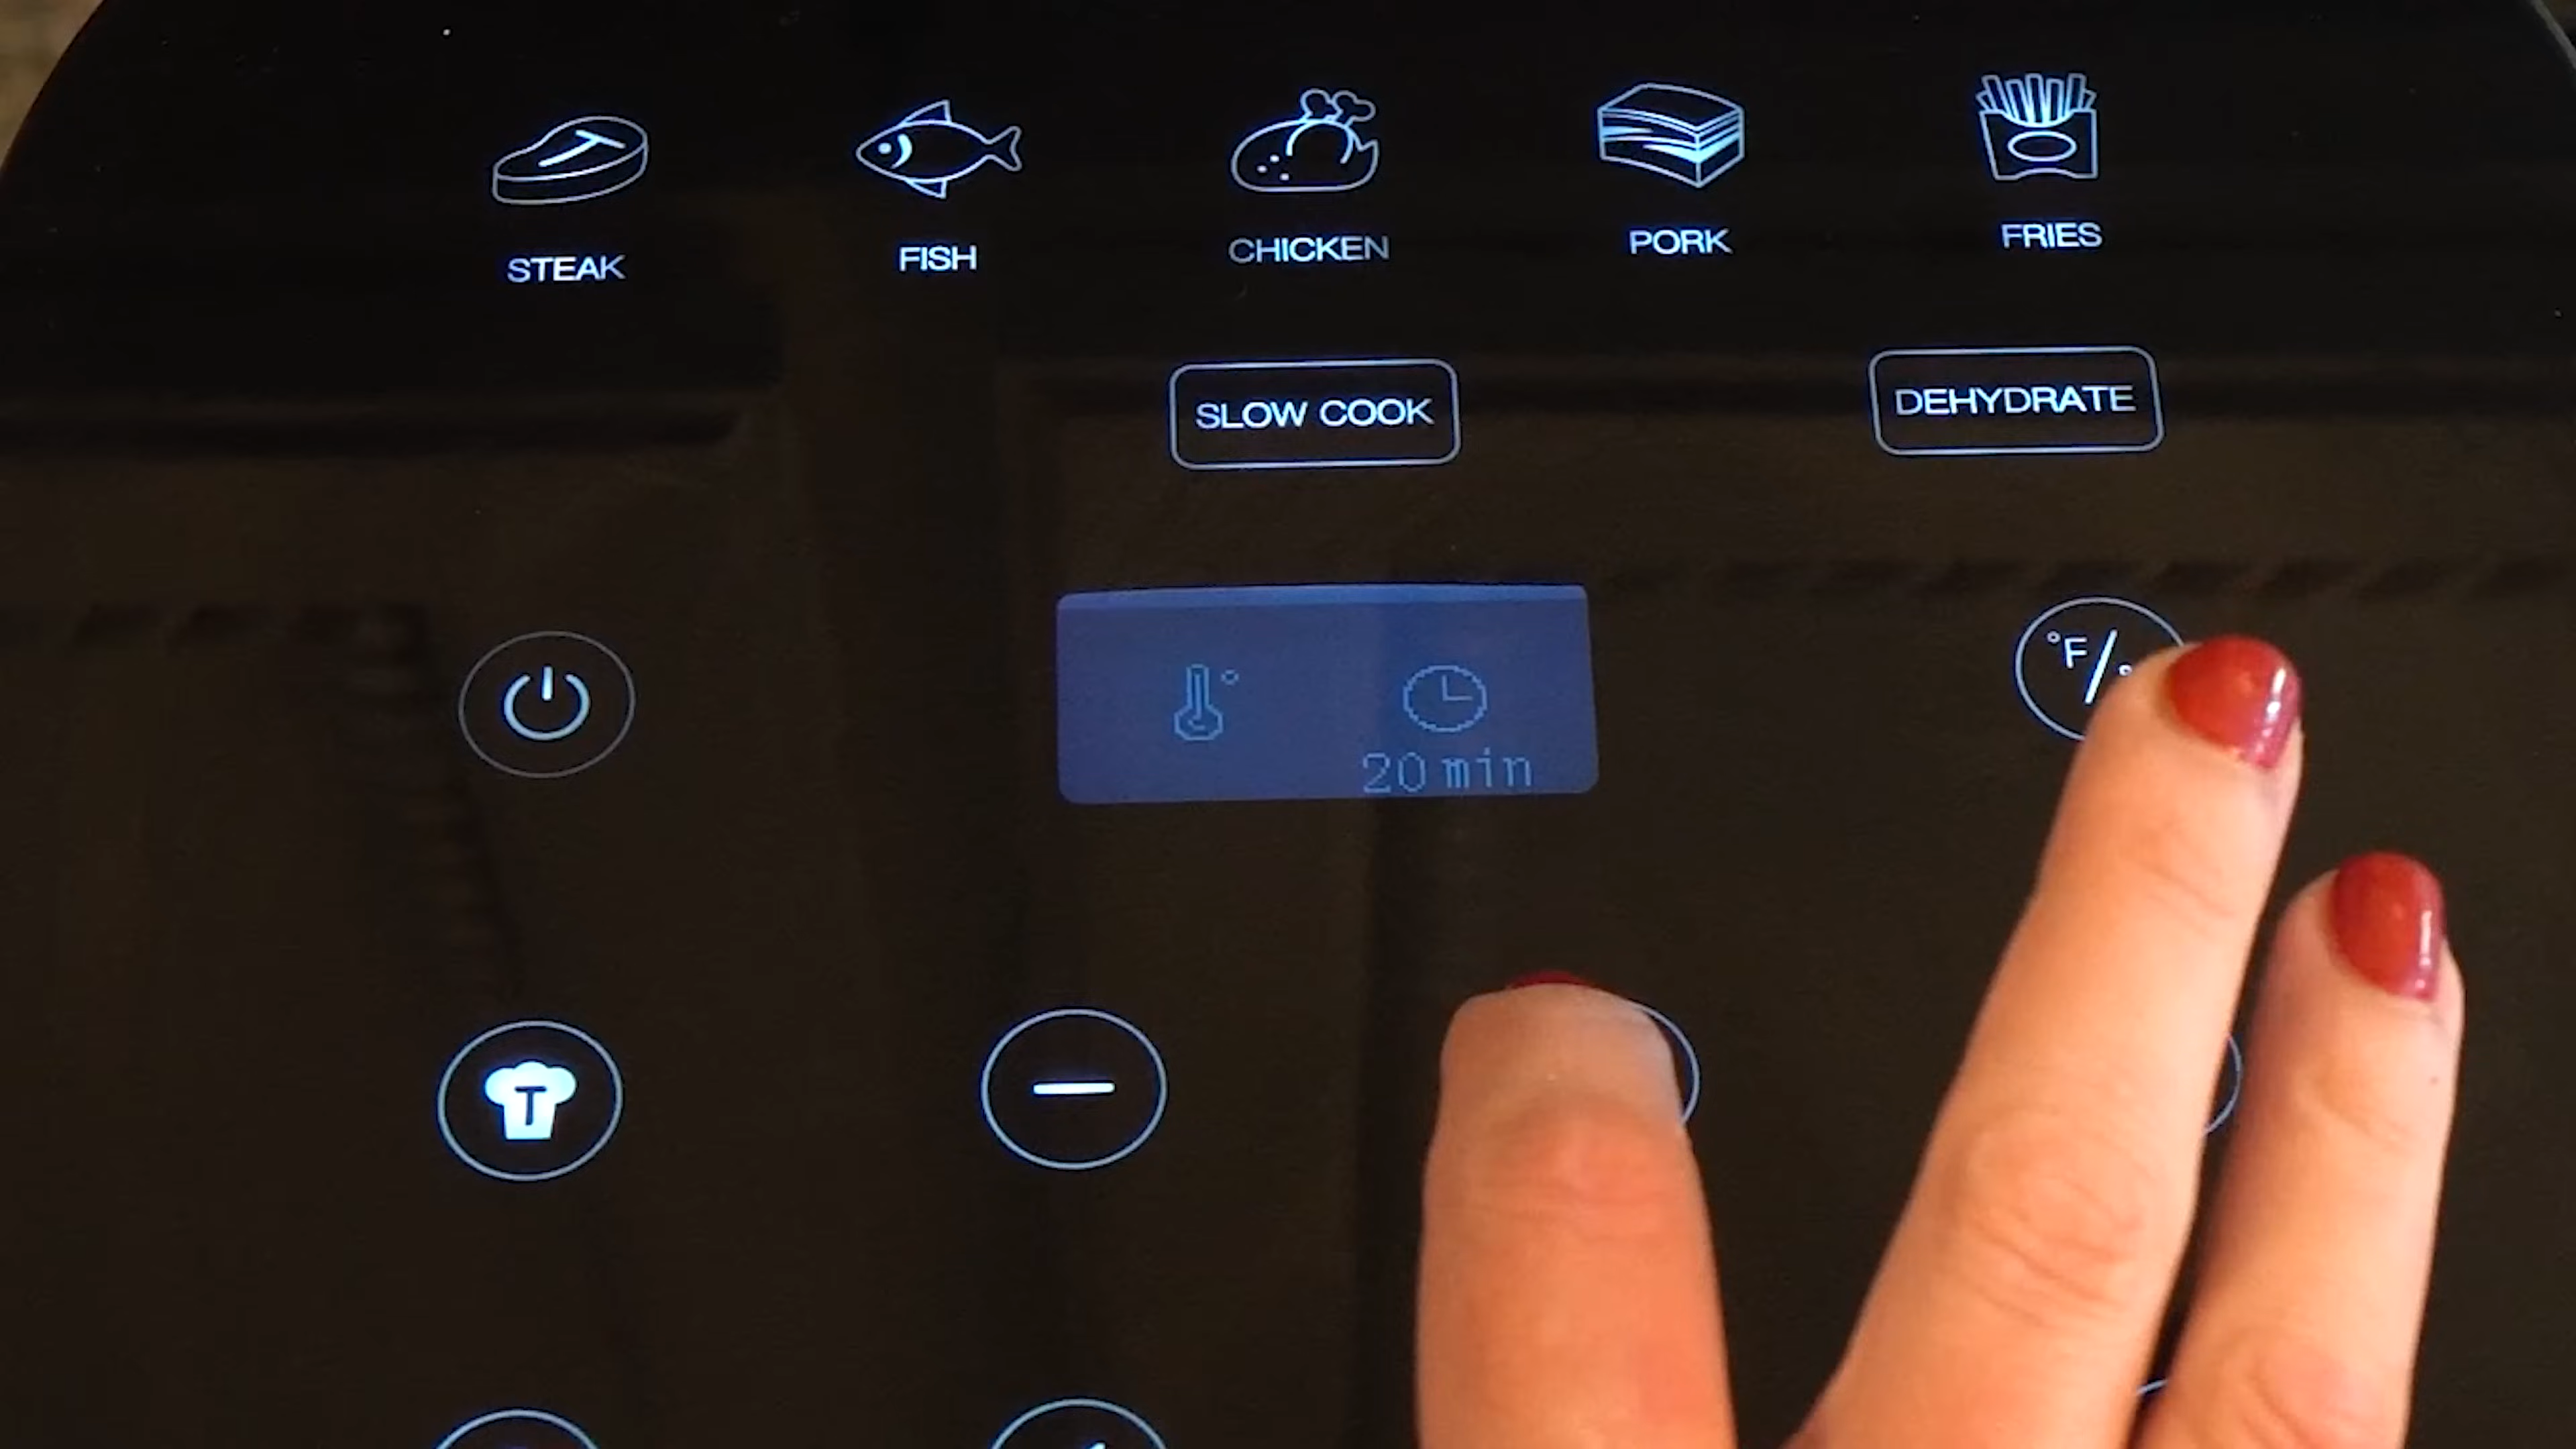 STEAK FISH CHICKEN PORK FRIES
SLOW COOK DEHYDRATE
°F/
20 min
T